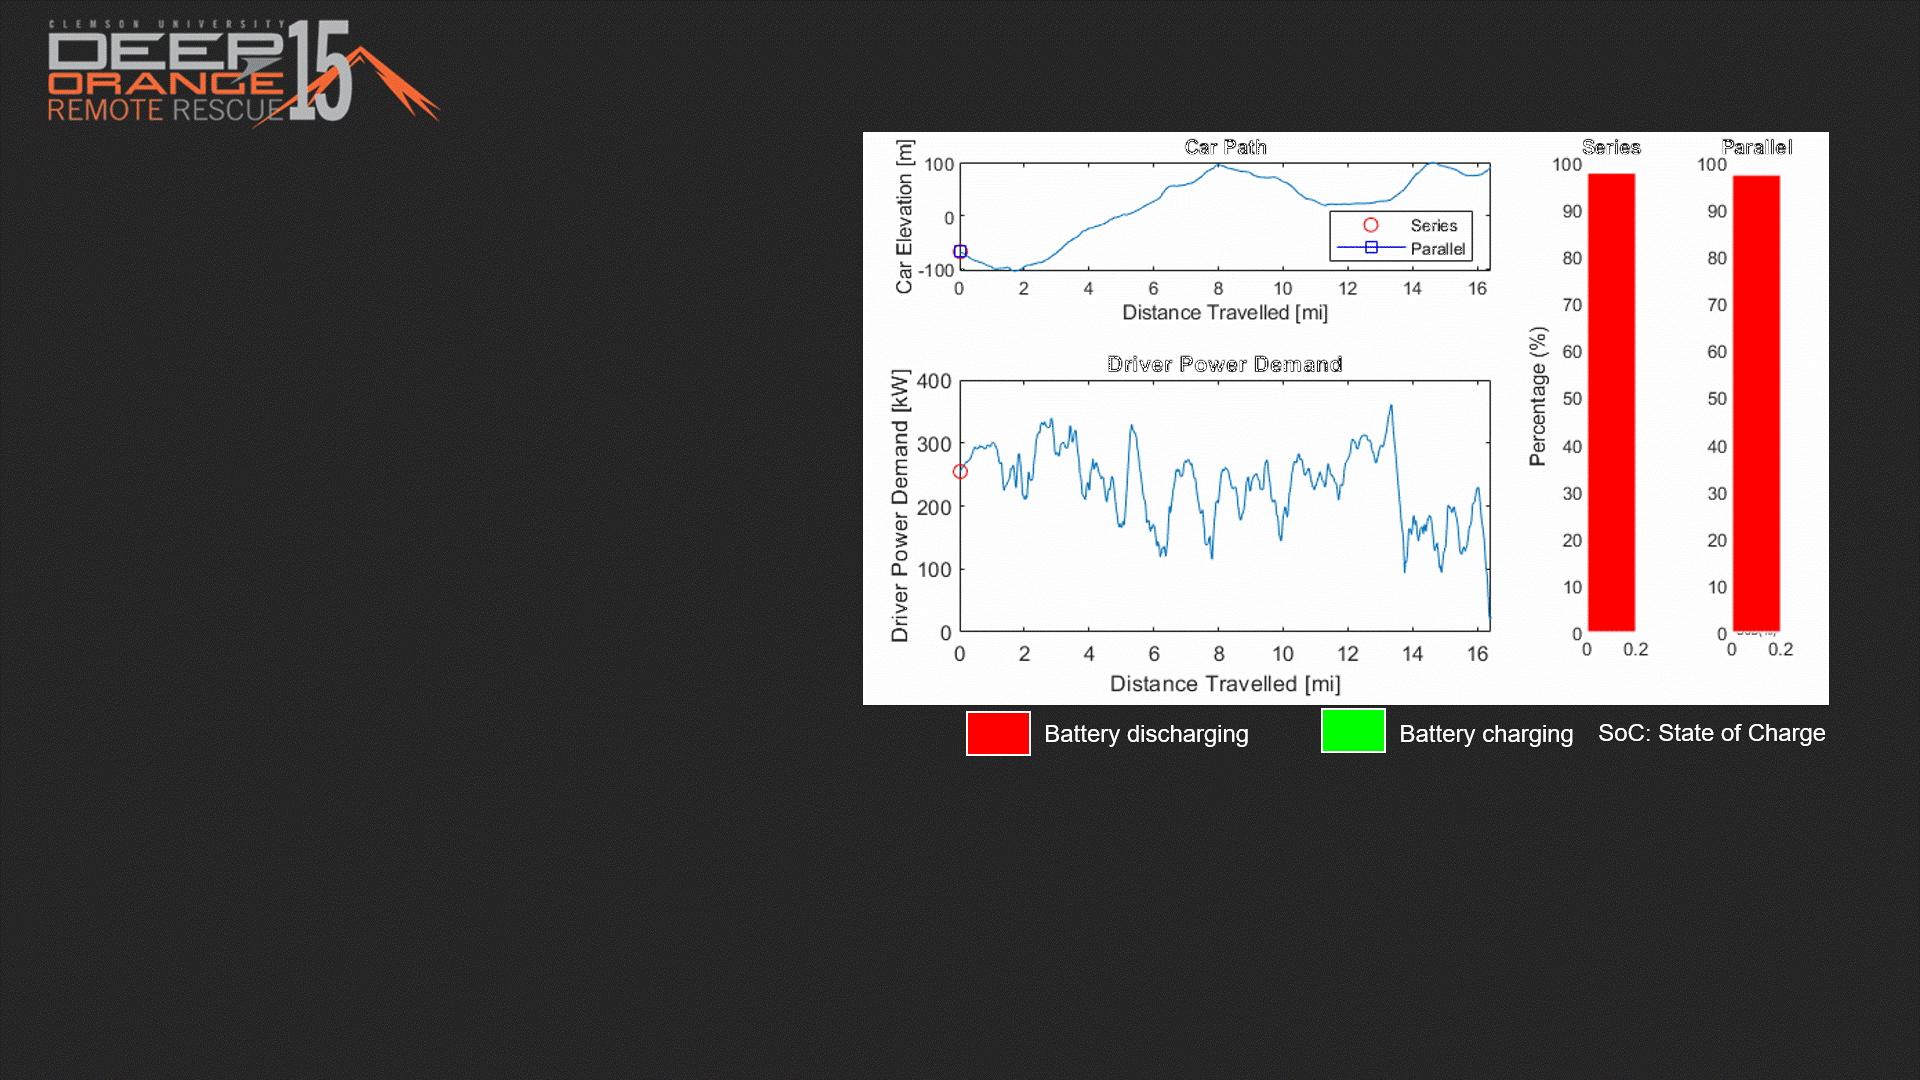 CLEMSON UNIVERSITY
DEEP
ORANGE
15
REMOTE RESCUE
Car Path
Car Elevation [m]
100
0
-100
0 2 4 6 8 10 12 14 16
Distance Travelled [mi]
Series
Parallel
Driver Power Demand
Driver Power Demand [kW]
400
300
200
100
0
0 2 4 6 8 10 12 14 16
Distance Travelled [mi]
Series
Percentage (%)
100
90
80
70
60
50
40
30
20
10
0
0 0.2
Parallel
100
90
80
70
60
50
40
30
20
10
0
0 0.2
Battery discharging
Battery charging
SoC: State of Charge